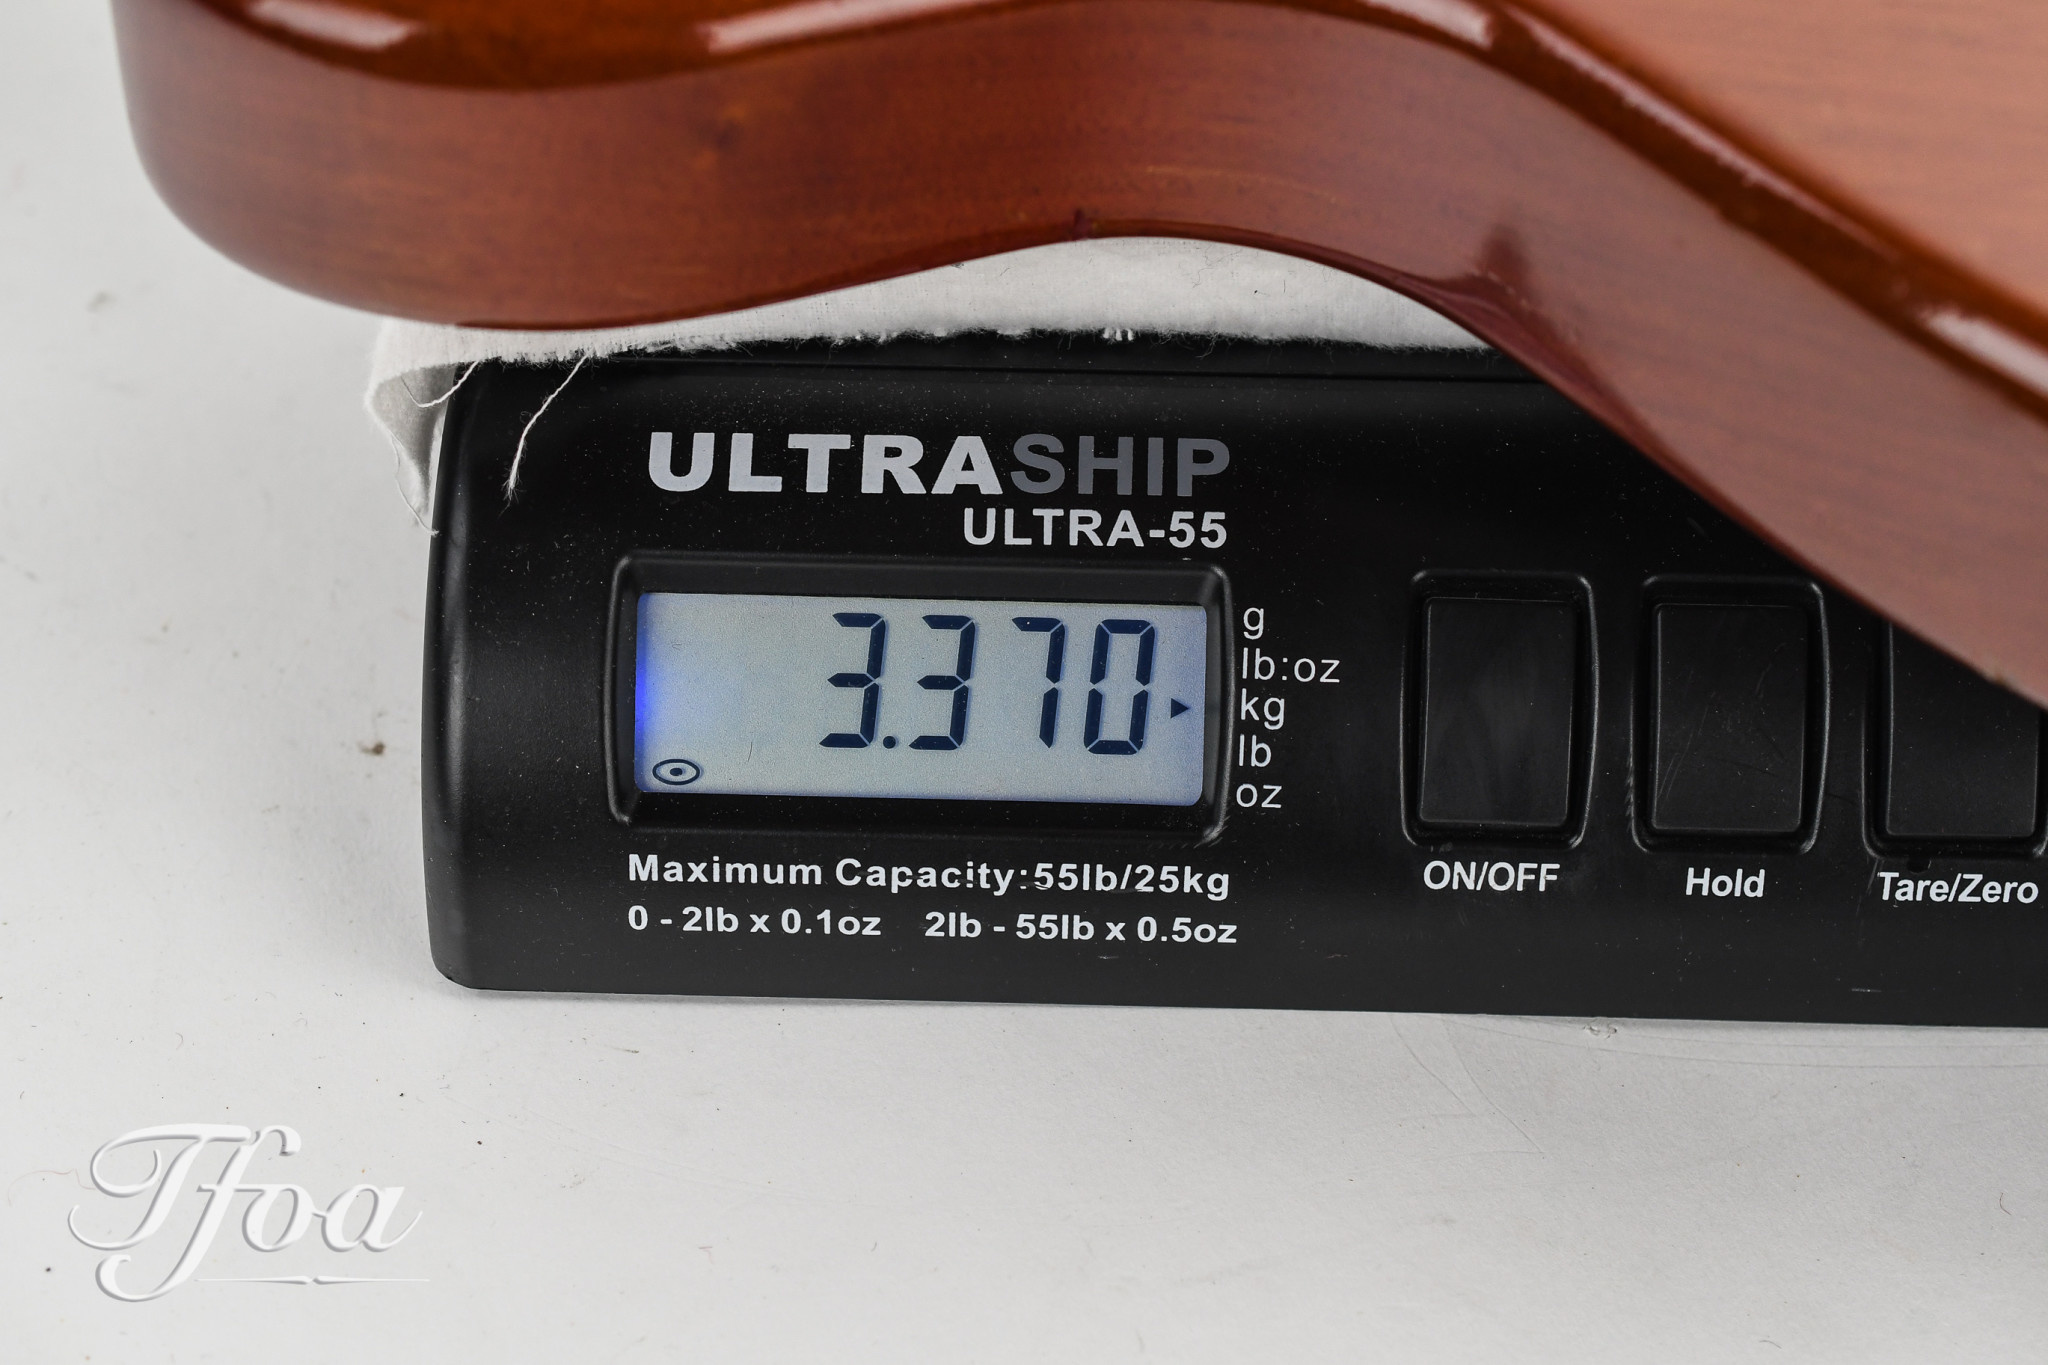 ULTRASHIP
ULTRA-55
3.370
g
lb:oz
kg
lb
oz
Maximum Capacity:55lb/25kg
0 - 2lb x 0.1oz 2lb - 55lb x 0.5oz
ON/OFF
Hold
Tare/Zero
Tfoa